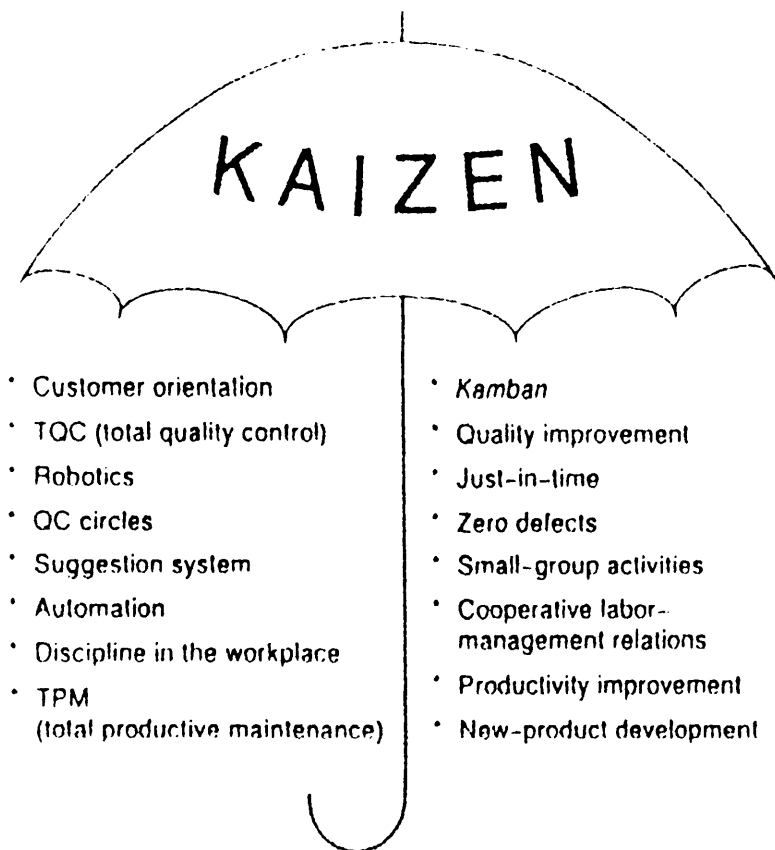 KAIZEN
· Customer orientation
· TQC (total quality control)
· Robotics
· QC circles
· Suggestion system
· Automation
· Discipline in the workplace
· TPM
(total productive maintenance)
· Kamban
· Quality improvement
· Just-in-time
· Zero defects
· Small-group activities
· Cooperative labor-
management relations
· Productivity improvement
· New-product development